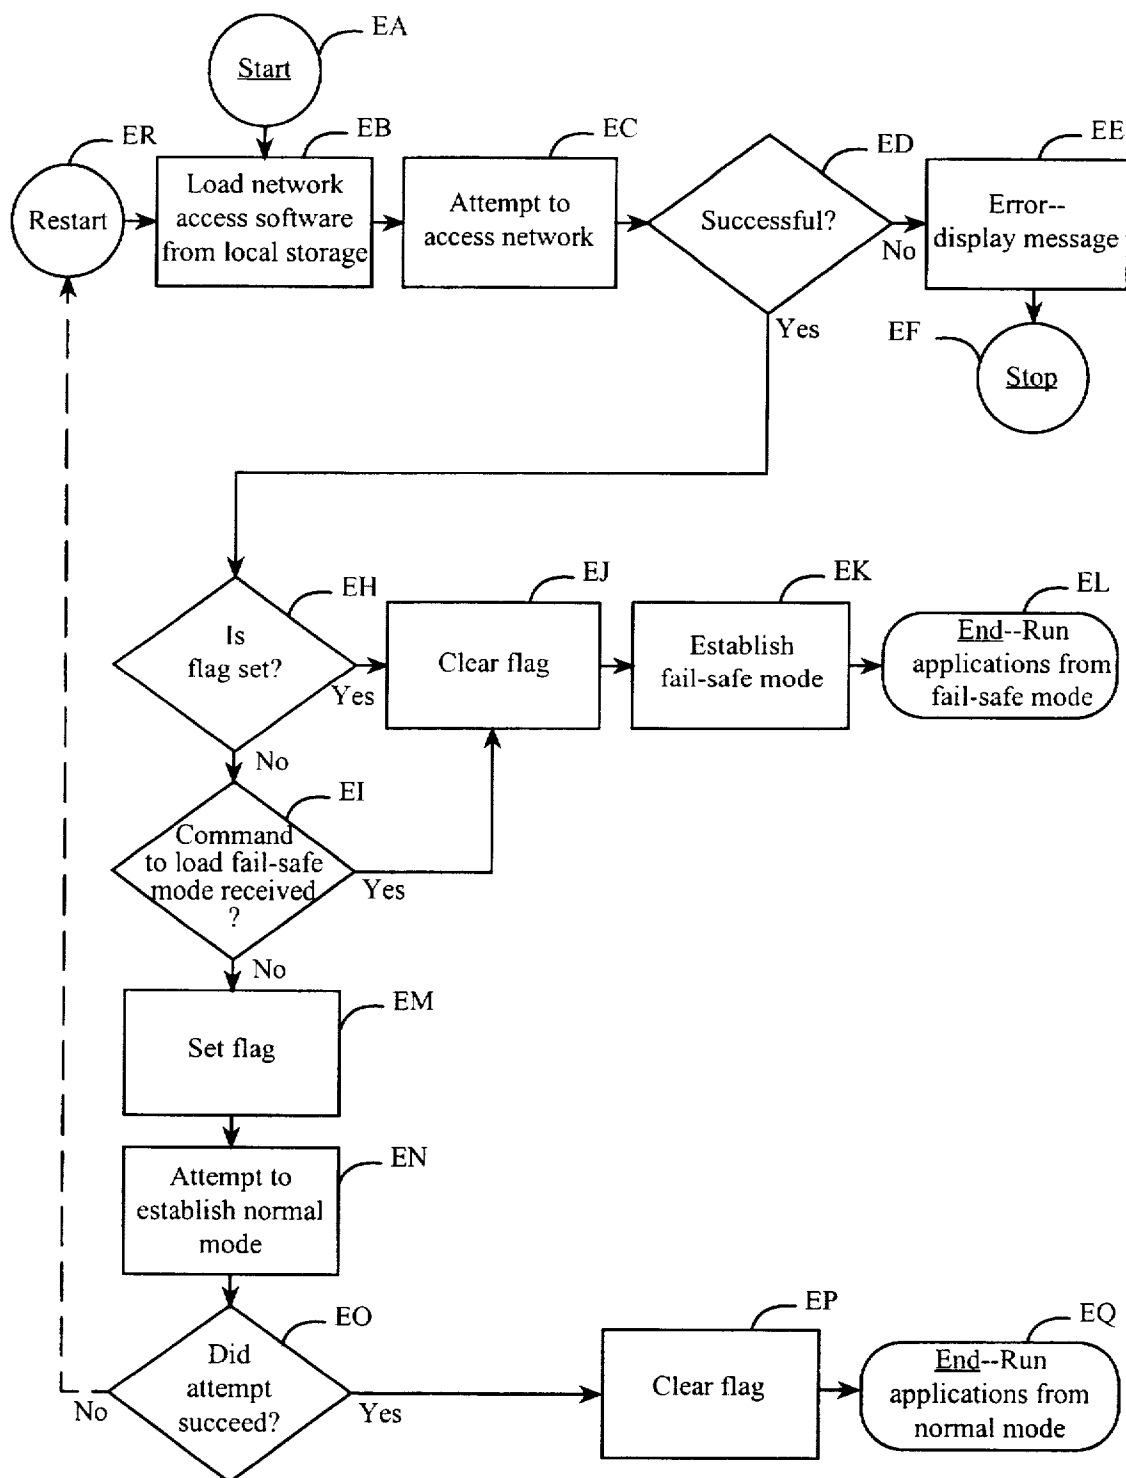 EA
Start
ER
EB
EC
ED
EE
Restart
Load network
access software
from local storage
Attempt to
access network
Successful?
No
Error--
display message
Yes
EF
Stop
EH
EJ
EK
EL
Is
flag set?
Yes
Clear flag
Establish
fail-safe mode
End--Run
applications from
fail-safe mode
No
EI
Command
to load fail-safe
mode received
?
Yes
No
EM
Set flag
EN
Attempt to
establish normal
mode
EO
EP
EQ
Did
attempt
succeed?
No
Yes
Clear flag
End--Run
applications from
normal mode